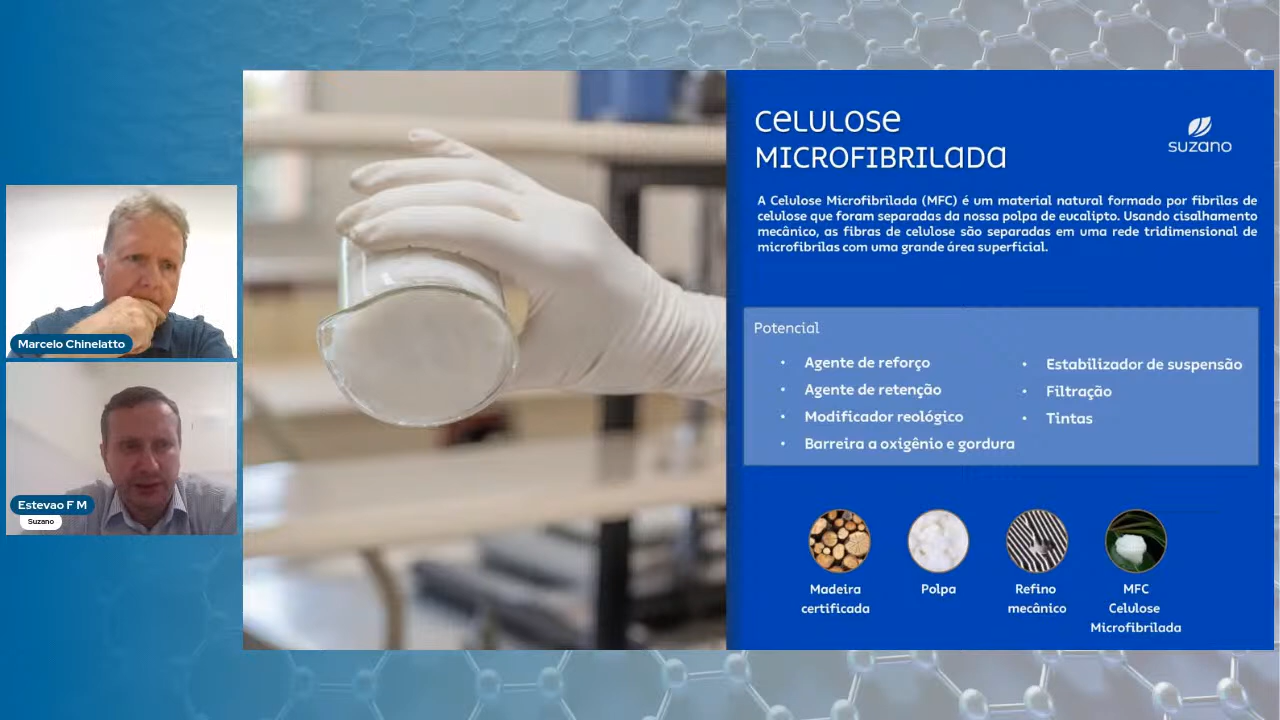 Marcelo Chinelatto
Estevao F M
Suzano
CELULOSE
MICROFIBRILADA
suzano
A Celulose Microfibrilada (MFC) é um material natural formado por fibrilas de
celulose que foram separadas da nossa polpa de eucalipto. Usando cisalhamento
mecânico, as fibras de celulose são separadas em uma rede tridimensional de
microfibrilas com uma grande área superficial.
Potencial
• Agente de reforço
• Agente de retenção
• Modificador reológico
• Barreira a oxigênio e gordura
• Estabilizador de suspensão
• Filtração
• Tintas
Madeira
certificada
Polpa
Refino
mecânico
MFC
Celulose
Microfibrilada